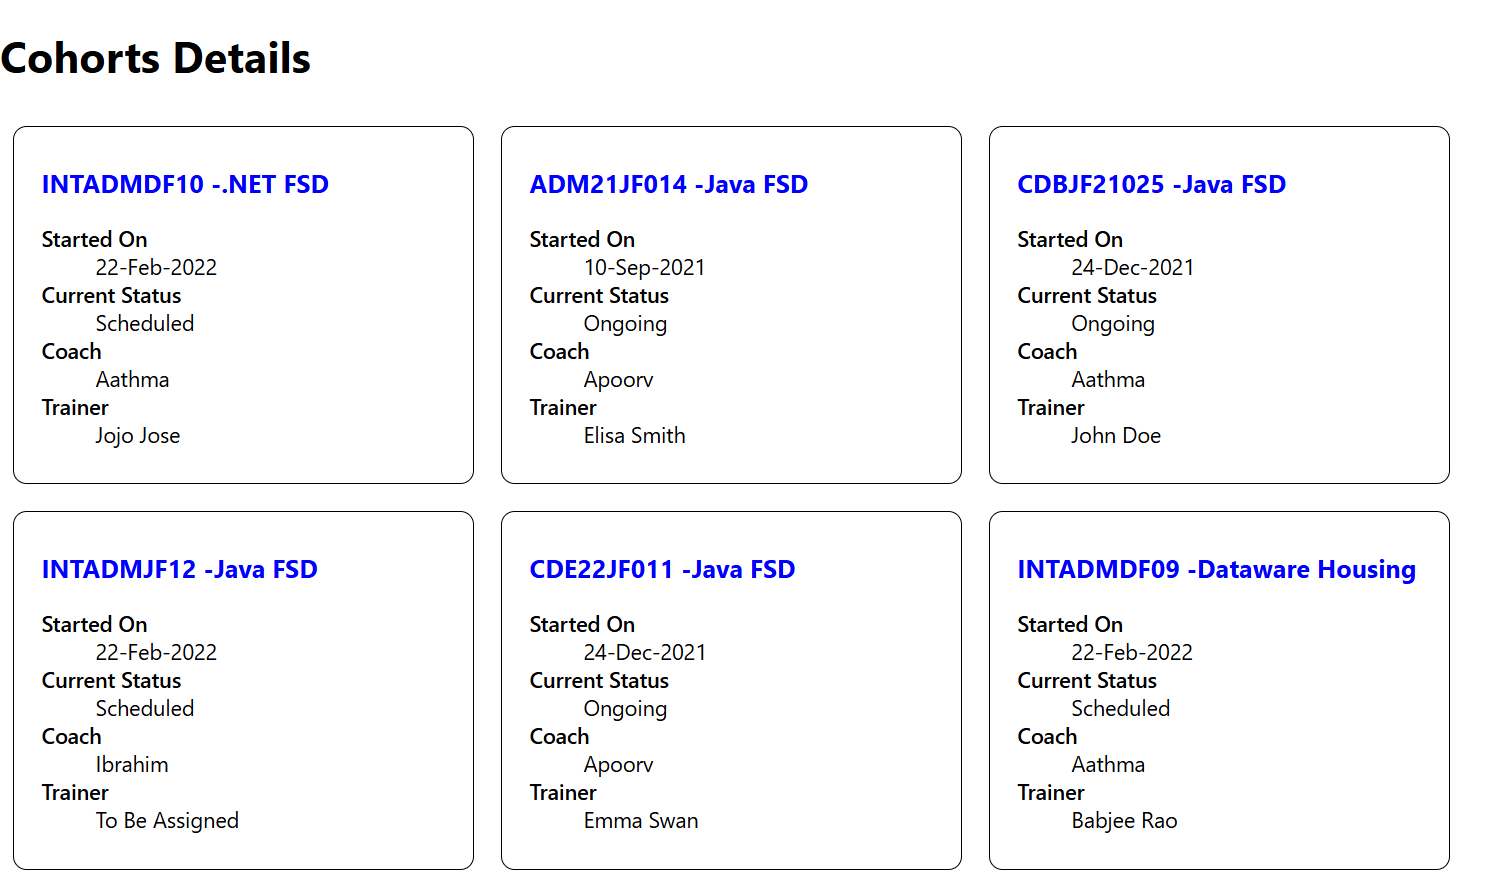 Cohorts Details
INTADMDF10 -.NET FSD
Started On
22-Feb-2022
Current Status
Scheduled
Coach
Aathma
Trainer
Jojo Jose
ADM21JF014 -Java FSD
Started On
10-Sep-2021
Current Status
Ongoing
Coach
Apoorv
Trainer
Elisa Smith
CDBJF21025 -Java FSD
Started On
24-Dec-2021
Current Status
Ongoing
Coach
Aathma
Trainer
John Doe
INTADMJF12 -Java FSD
Started On
22-Feb-2022
Current Status
Scheduled
Coach
Ibrahim
Trainer
To Be Assigned
CDE22JF011 -Java FSD
Started On
24-Dec-2021
Current Status
Ongoing
Coach
Apoorv
Trainer
Emma Swan
INTADMDF09 -Dataware Housing
Started On
22-Feb-2022
Current Status
Scheduled
Coach
Aathma
Trainer
Babjee Rao